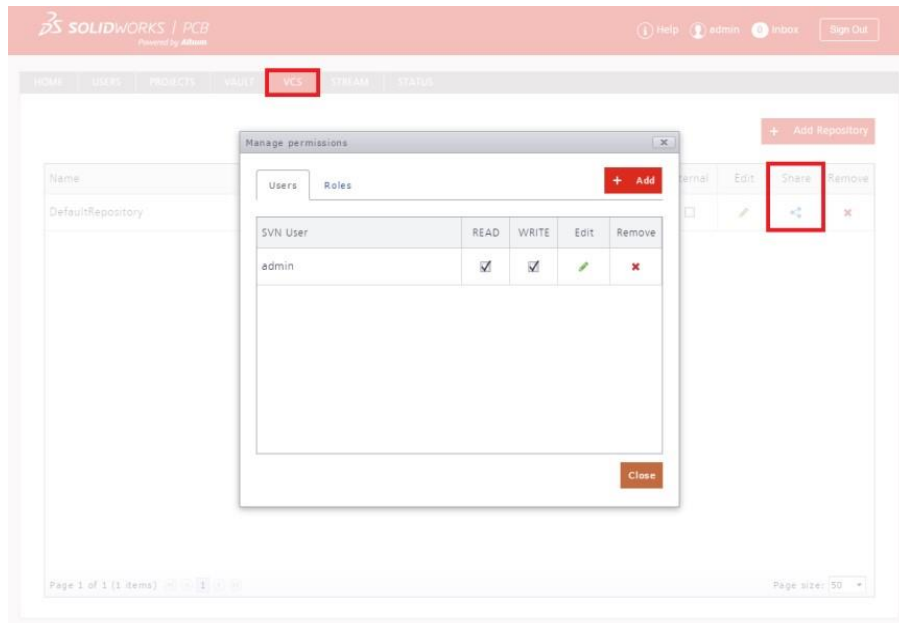 SOLIDWORKS | PCB
Powered by Altium
Help admin 0 Inbox Sign Out
HOME USERS PROJECTS VAULT VCS STREAM STATUS
+ Add Repository
Manage permissions
Name Edit Share Remove
Users Roles + Add
DefaultRepository
SVN User READ WRITE Edit Remove
admin
Close
Page 1 of 1 (1 items) 1 Page size: 50